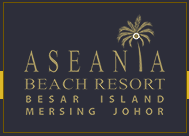 ASEANIA
BEACH RESORT
BESAR ISLAND
MERSING JOHOR